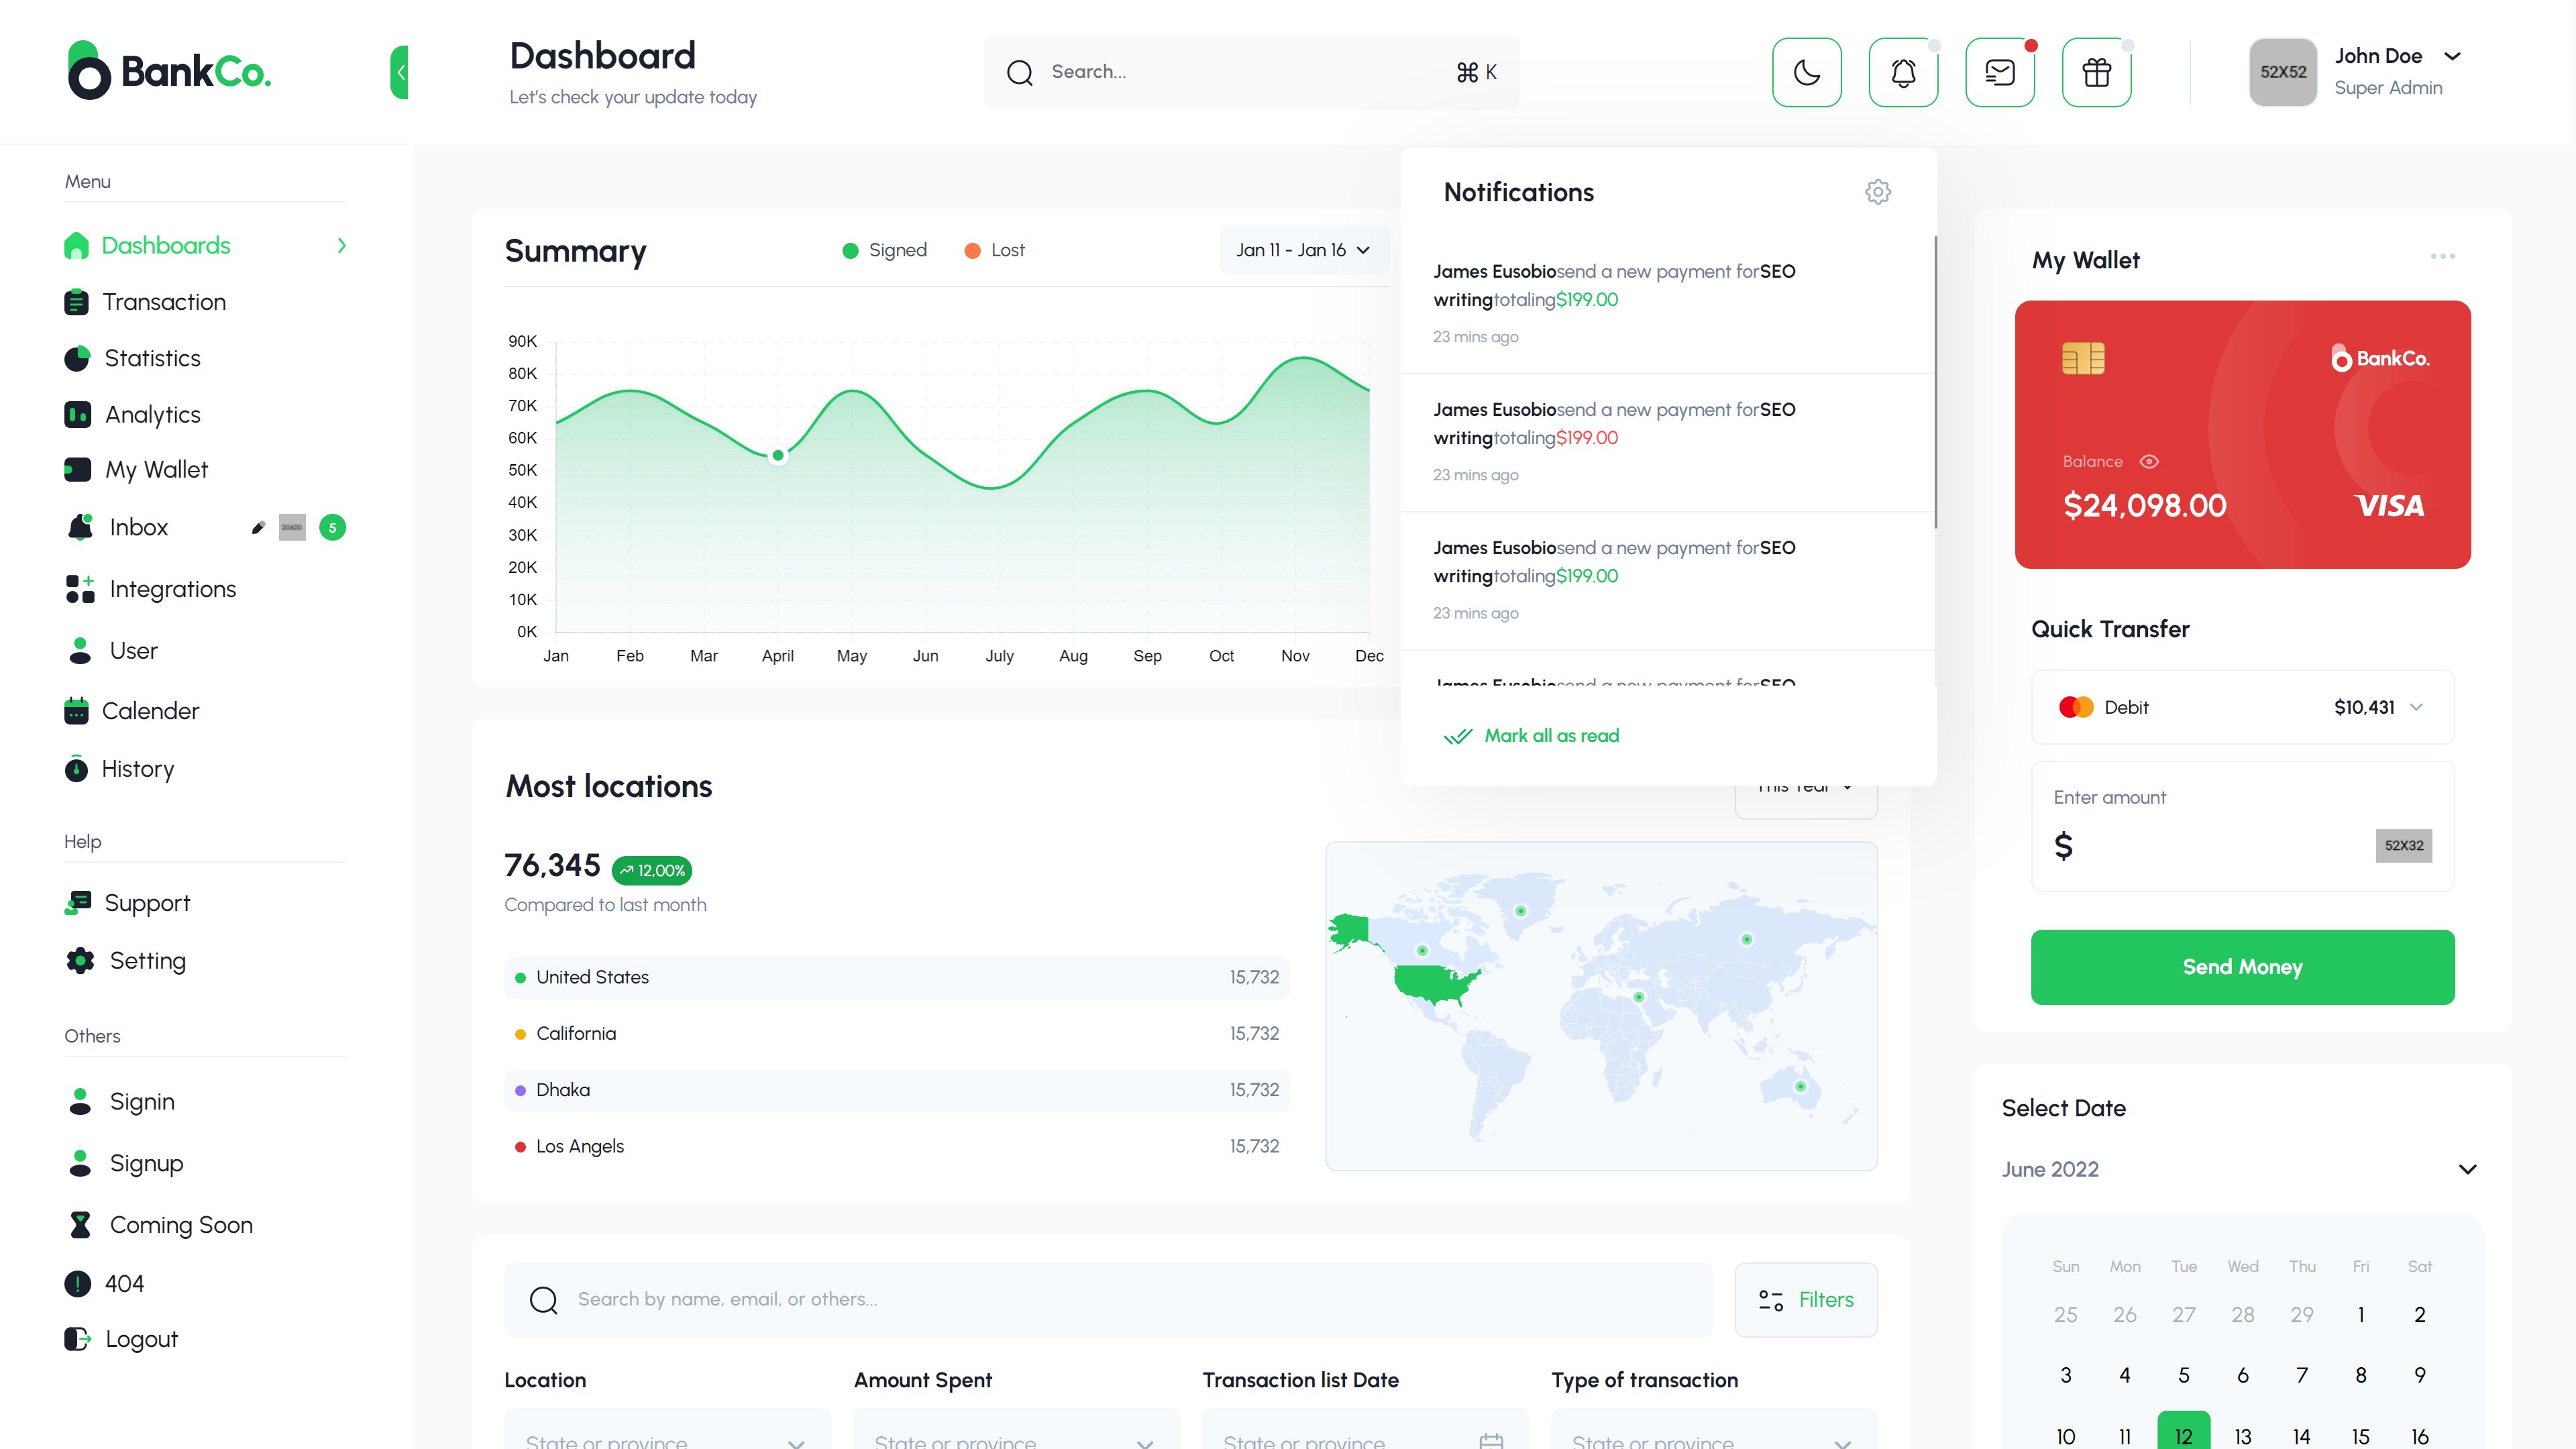 BankCo.
Dashboard
Let's check your update today
Search...
⌘ K
52X52
John Doe
Super Admin
Menu
Dashboards
Transaction
Statistics
Analytics
My Wallet
Inbox
20X20
5
Integrations
User
Calender
History
Help
Support
Setting
Others
Signin
Signup
Coming Soon
404
Logout
Summary
Signed
Lost
Jan 11 - Jan 16
90K
80K
70K
60K
50K
40K
30K
20K
10K
0K
Jan Feb Mar April May Jun July Aug Sep Oct Nov Dec
Notifications
James Eusobiosend a new payment forSEO
writingtotaling$199.00
23 mins ago
James Eusobiosend a new payment forSEO
writingtotaling$199.00
23 mins ago
James Eusobiosend a new payment forSEO
writingtotaling$199.00
23 mins ago
James Eusobiosend a new payment forSEO
Mark all as read
Most locations
This Year
76,345
12,00%
Compared to last month
United States 15,732
California 15,732
Dhaka 15,732
Los Angels 15,732
Search by name, email, or others...
Filters
Location
Amount Spent
Transaction list Date
Type of transaction
State or province
State or province
State or province
State or province
My Wallet
BankCo.
Balance
$24,098.00
VISA
Quick Transfer
Debit
$10,431
Enter amount
$
52X32
Send Money
Select Date
June 2022
Sun Mon Tue Wed Thu Fri Sat
25 26 27 28 29 1 2
3 4 5 6 7 8 9
10 11 12 13 14 15 16